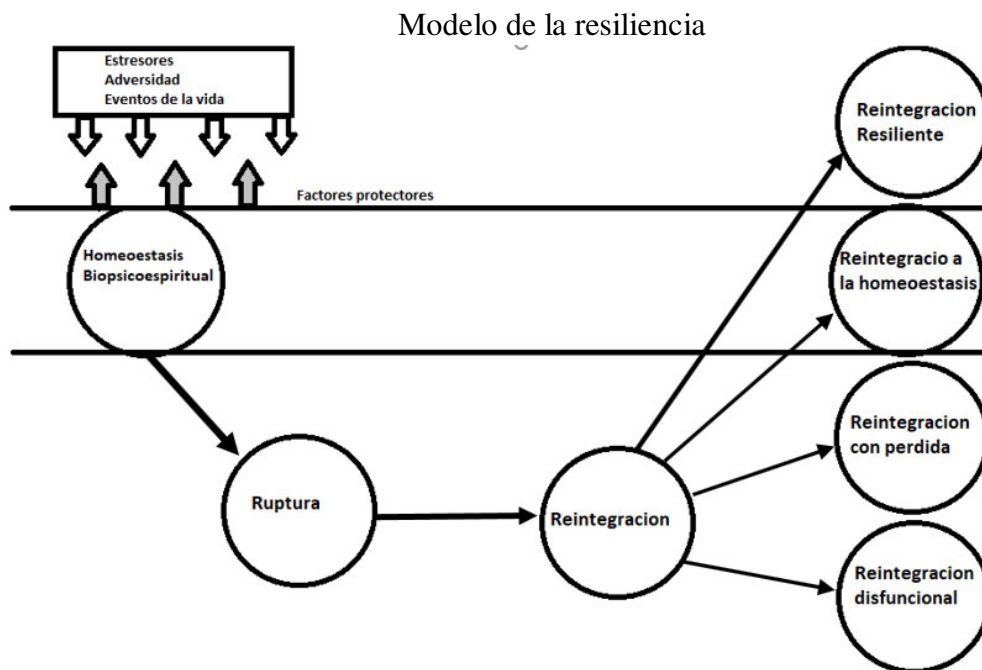 Modelo de la resiliencia
Estresores
Adversidad
Eventos de la vida
Factores protectores
Homeoestasis
Biopsicoespiritual
Ruptura
Reintegracion
Reintegracion
Resiliente
Reintegracio a
la homeoestasis
Reintegracion
con perdida
Reintegracion
disfuncional